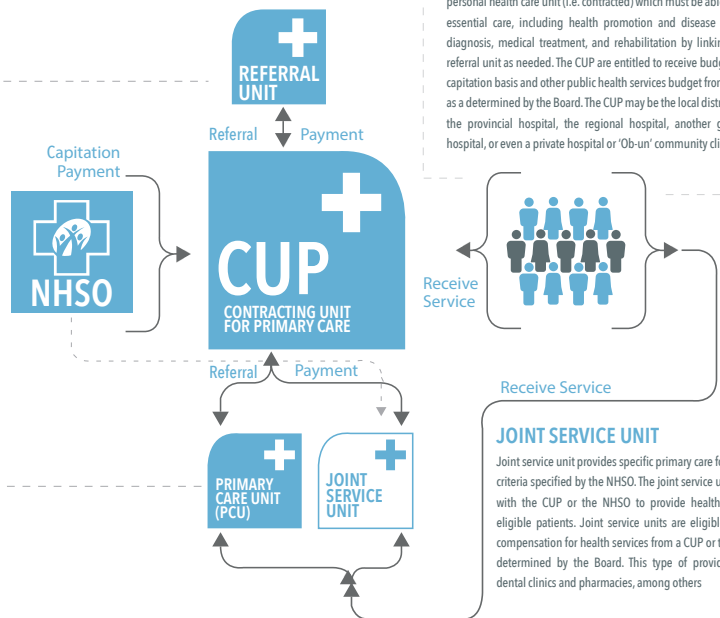 personal health care unit (i.e. contracted) which must be able
essential care, including health promotion and disease
diagnosis, medical treatment, and rehabilitation by linkin
referral unit as needed. The CUP are entitled to receive budg
capitation basis and other public health services budget from
as a determined by the Board. The CUP may be the local distr
the provincial hospital, the regional hospital, another g
hospital, or even a private hospital or 'Ob-un' community cli
REFERRAL
UNIT
Referral
Payment
Capitation
Payment
NHSO
CUP
CONTRACTING UNIT
FOR PRIMARY CARE
Receive
Service
Referral
Payment
Receive Service
PRIMARY
CARE UNIT
(PCU)
JOINT
SERVICE
UNIT
JOINT SERVICE UNIT
Joint service unit provides specific primary care fo
criteria specified by the NHSO. The joint service u
with the CUP or the NHSO to provide health
eligible patients. Joint service units are eligibl
compensation for health services from a CUP or t
determined by the Board. This type of provid
dental clinics and pharmacies, among others